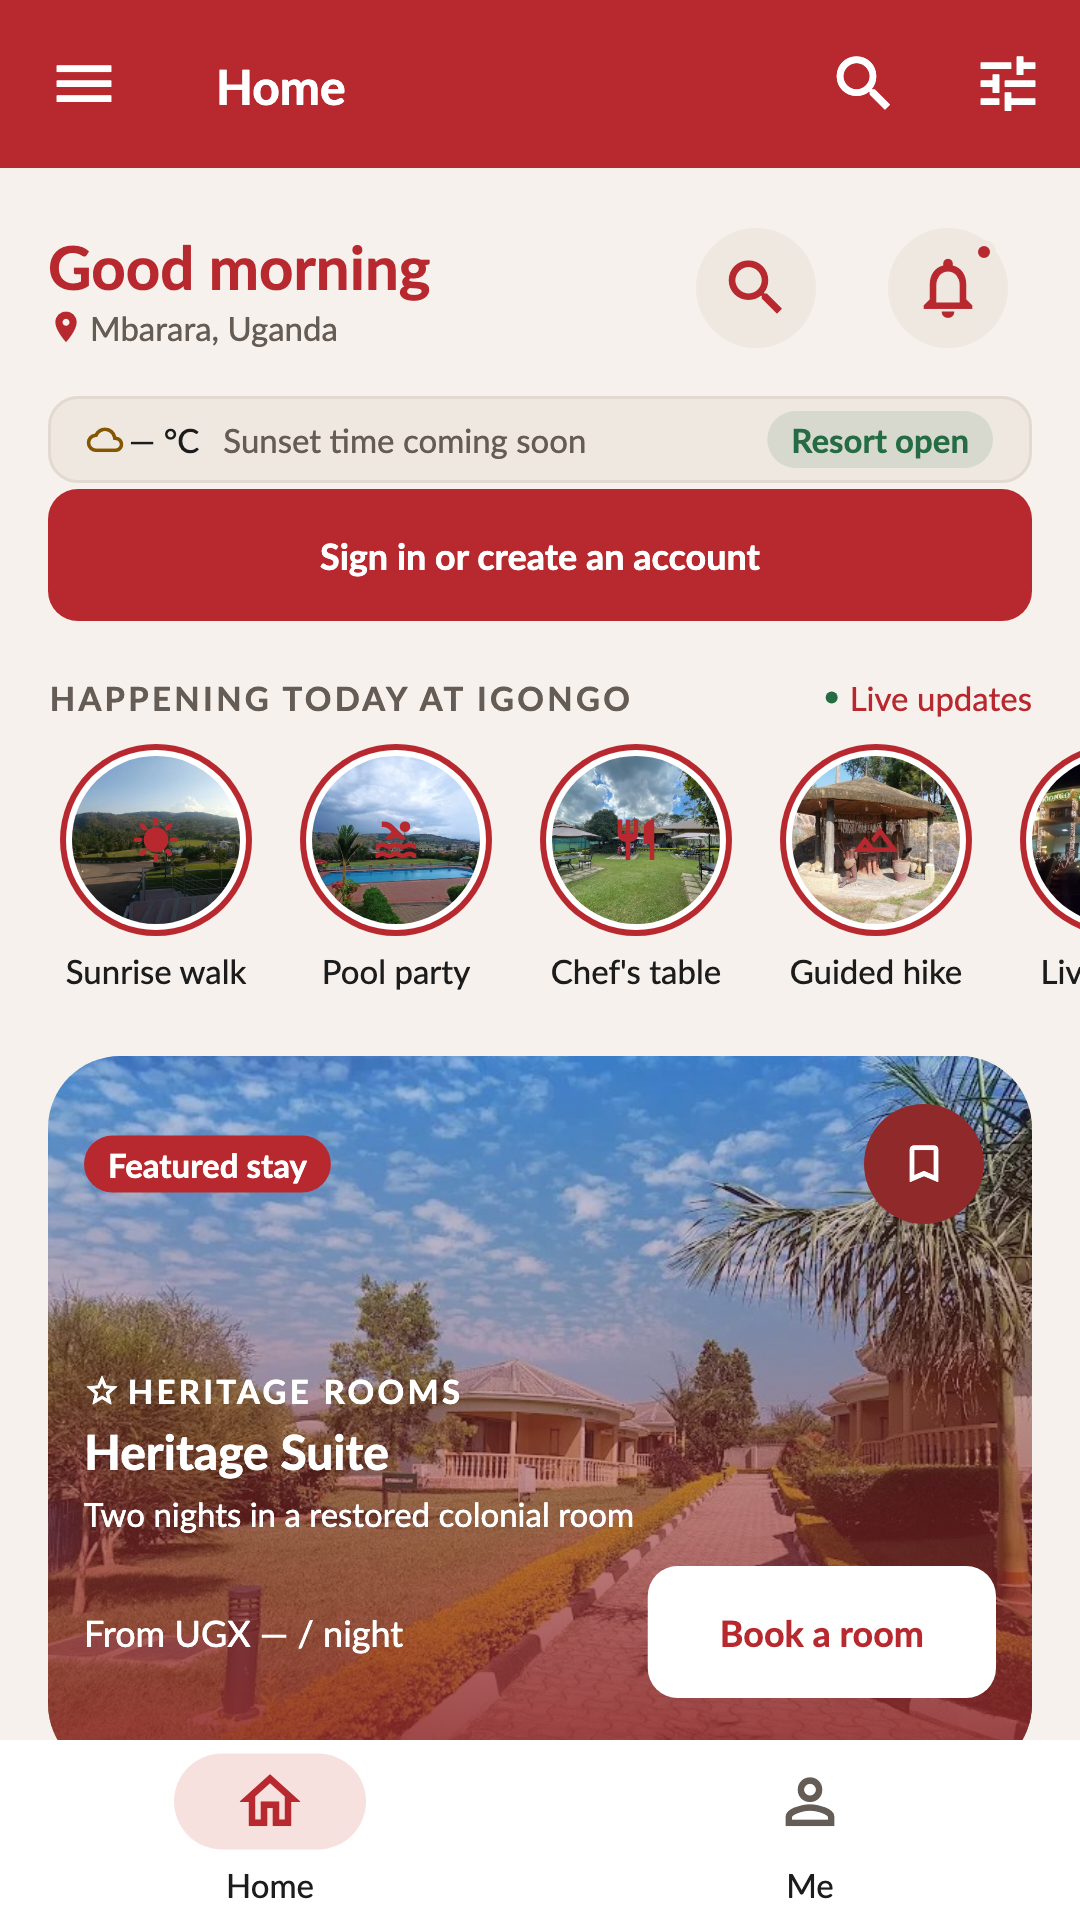 Home
Good morning
Mbarara, Uganda
— °C Sunset time coming soon Resort open
Sign in or create an account
HAPPENING TODAY AT IGONGO • Live updates
Sunrise walk Pool party Chef's table Guided hike Liv
Featured stay
HERITAGE ROOMS
Heritage Suite
Two nights in a restored colonial room
From UGX — / night Book a room
Home Me